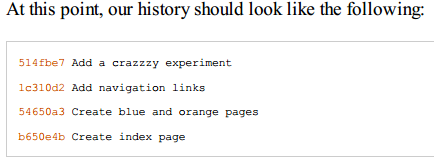 At this point, our history should look like the following:
514fbe7 Add a crazzzy experiment
1c310d2 Add navigation links
54650a3 Create blue and orange pages
b650e4b Create index page